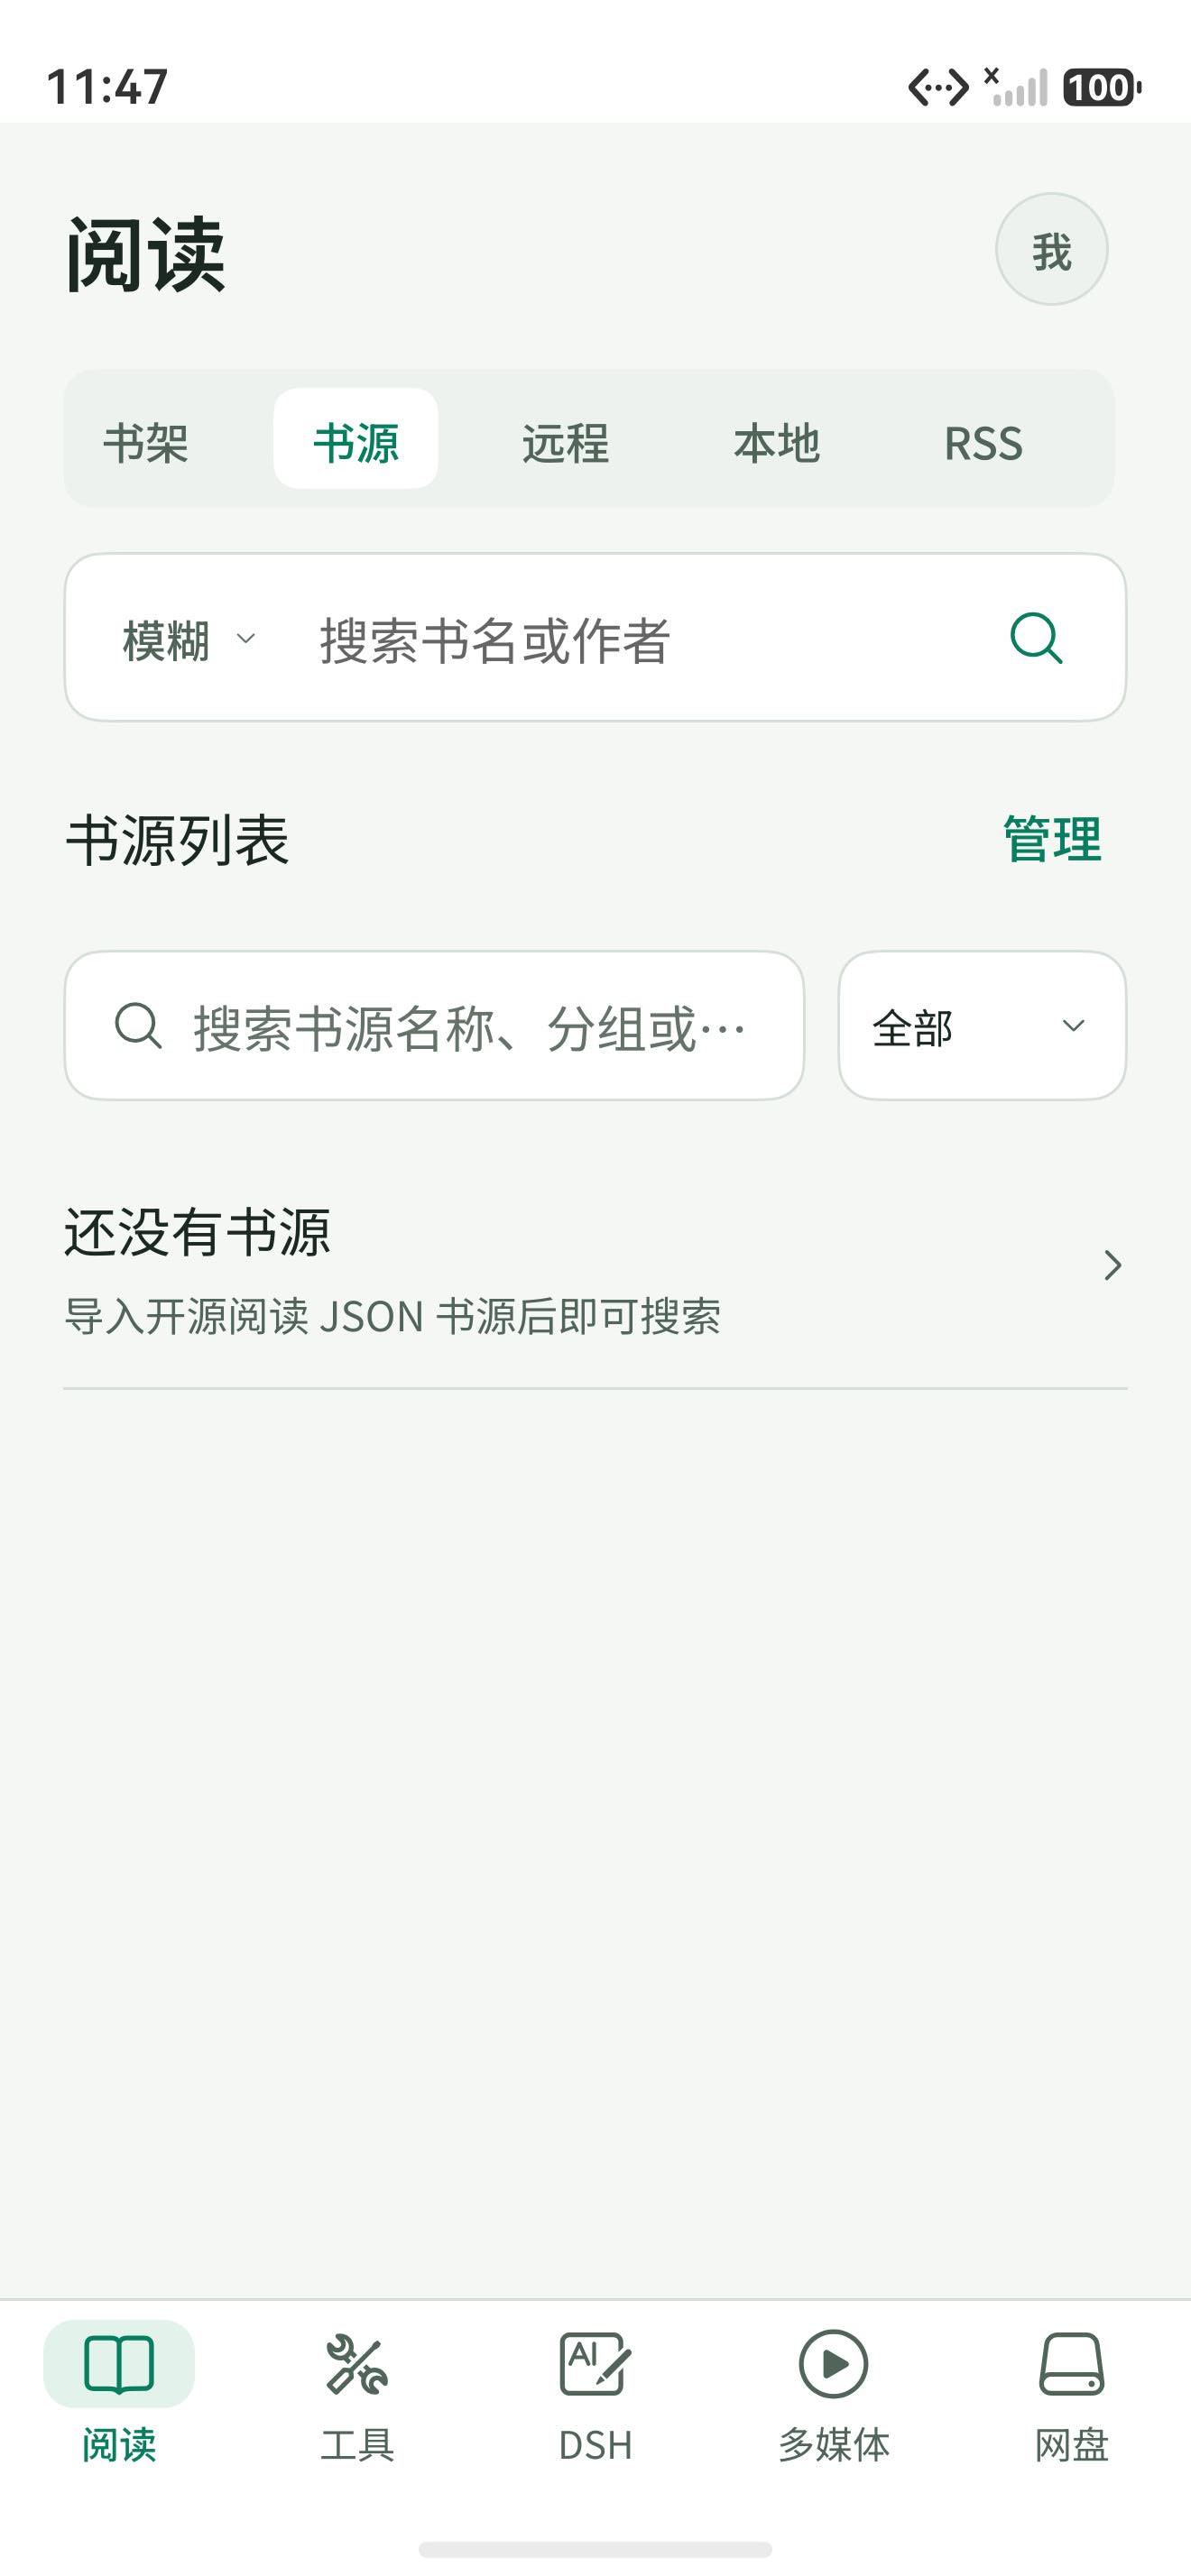 11:47
100
阅读
我
书架 书源 远程 本地 RSS
模糊 搜索书名或作者
书源列表 管理
搜索书源名称、分组或… 全部
还没有书源
导入开源阅读 JSON 书源后即可搜索
AI
阅读 工具 DSH 多媒体 网盘